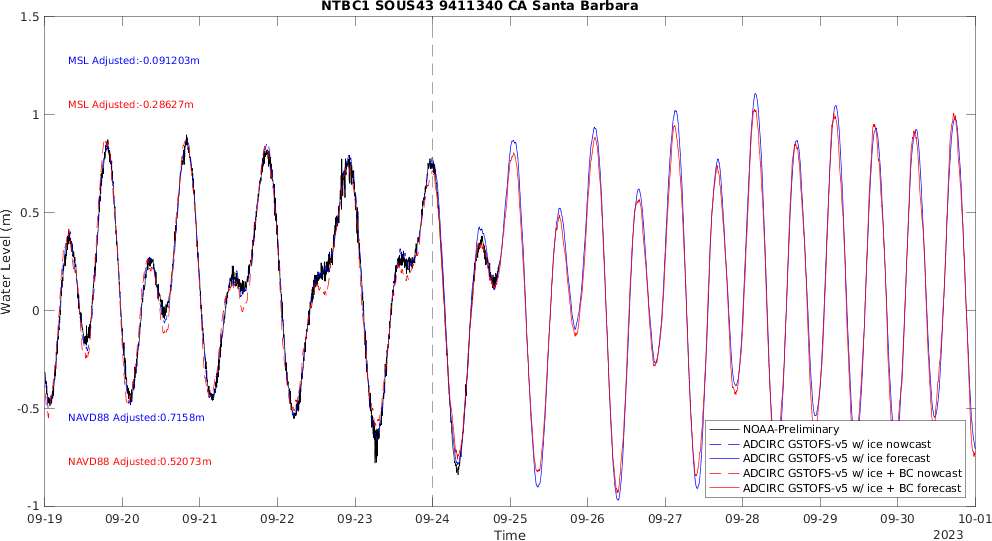 NTBC1 SOUS43 9411340 CA Santa Barbara
1.5
1
0.5
0
-0.5
-1
Water Level (m)
MSL Adjusted:-0.091203m
MSL Adjusted:-0.28627m
NAVD88 Adjusted:0.7158m
NAVD88 Adjusted:0.52073m
NOAA-Preliminary
ADCIRC GSTOFS-v5 w/ ice nowcast
ADCIRC GSTOFS-v5 w/ ice forecast
ADCIRC GSTOFS-v5 w/ ice + BC nowcast
ADCIRC GSTOFS-v5 w/ ice + BC forecast
09-19 09-20 09-21 09-22 09-23 09-24 09-25 09-26 09-27 09-28 09-29 09-30 10-01
Time
2023